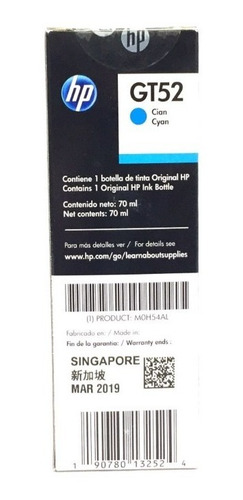 hp
GT52
Cian
Cyan
Contiene 1 botella de tinta Original HP
Contains 1 Original HP Ink Bottle
Contenido neto: 70 ml
Net contents: 70 ml
Para más detalles ver / For details see
www.hp.com/go/learnaboutsupplies
(1) PRODUCT: M0H54AL
Fabricado en: / Made in:
Fin de la garantía: / Warranty ends:
SINGAPORE
新加坡
MAR 2019
1 90780 13252 4